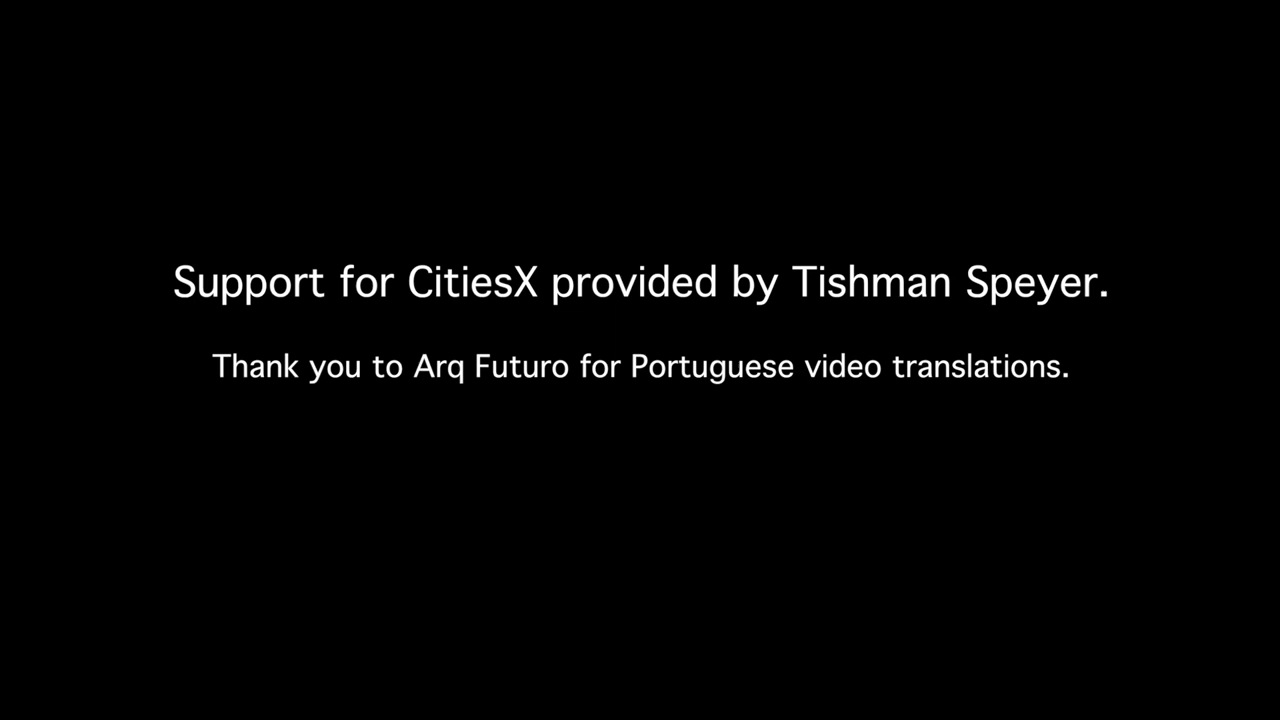 Support for CitiesX provided by Tishman Speyer.
Thank you to Arq Futuro for Portuguese video translations.